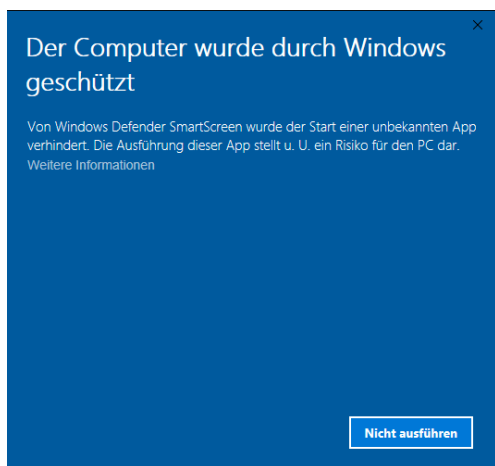 Der Computer wurde durch Windows
geschützt
Von Windows Defender SmartScreen wurde der Start einer unbekannten App
verhindert. Die Ausführung dieser App stellt u. U. ein Risiko für den PC dar.
Weitere Informationen
Nicht ausführen